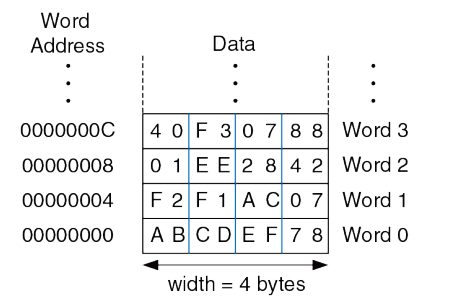 Word
Address
Data
0000000C 4 0 F 3 0 7 8 8 Word 3
00000008 0 1 E E 2 8 4 2 Word 2
00000004 F 2 F 1 A C 0 7 Word 1
00000000 A B C D E F 7 8 Word 0
width = 4 bytes